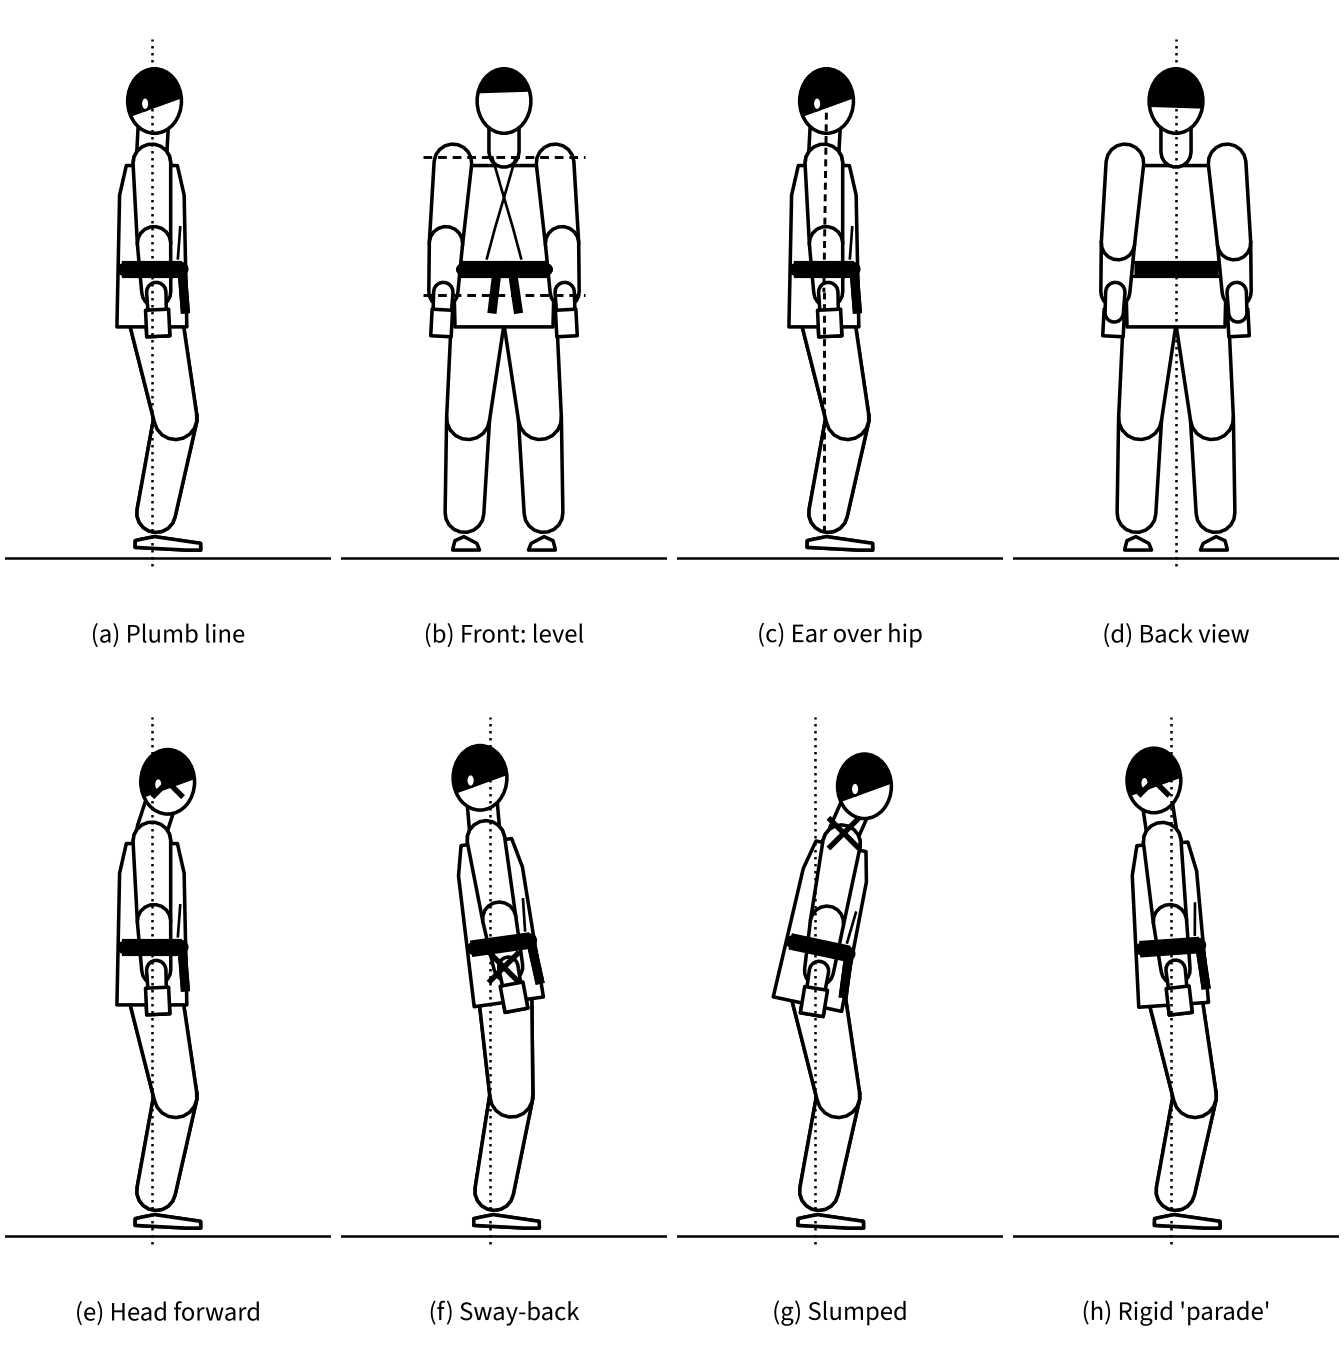 (a) Plumb line
(b) Front: level
(c) Ear over hip
(d) Back view
(e) Head forward
(f) Sway-back
(g) Slumped
(h) Rigid 'parade'